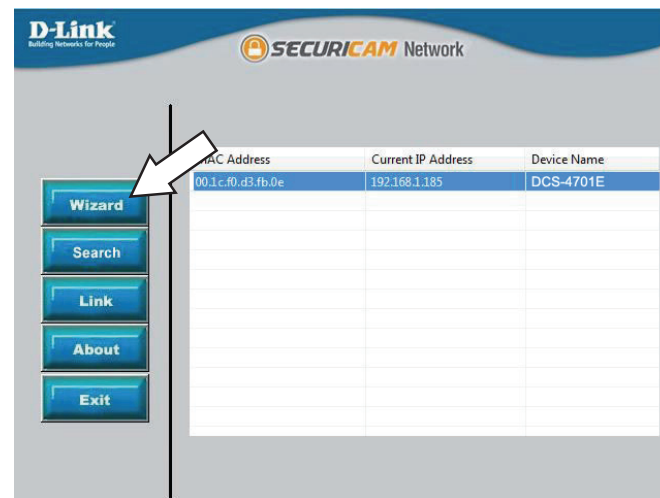 D-Link
Building Networks for People
SECURICAM Network
AC Address Current IP Address Device Name
00.1c.f0.d3.fb.0e 192.168.1.185 DCS-4701E
Wizard
Search
Link
About
Exit